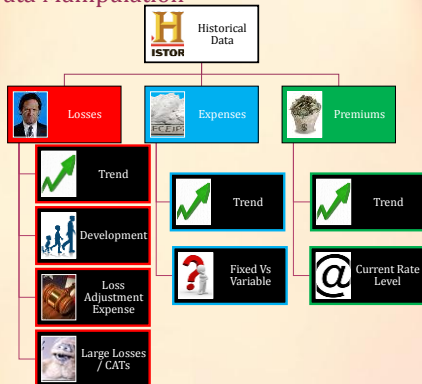 ata Manipulation
H
ISTOR
Historical
Data
Losses
Expenses
Premiums
Trend
Trend
Trend
Development
Fixed Vs
Variable
@
Current Rate
Level
Loss
Adjustment
Expense
Large Losses
/ CATs